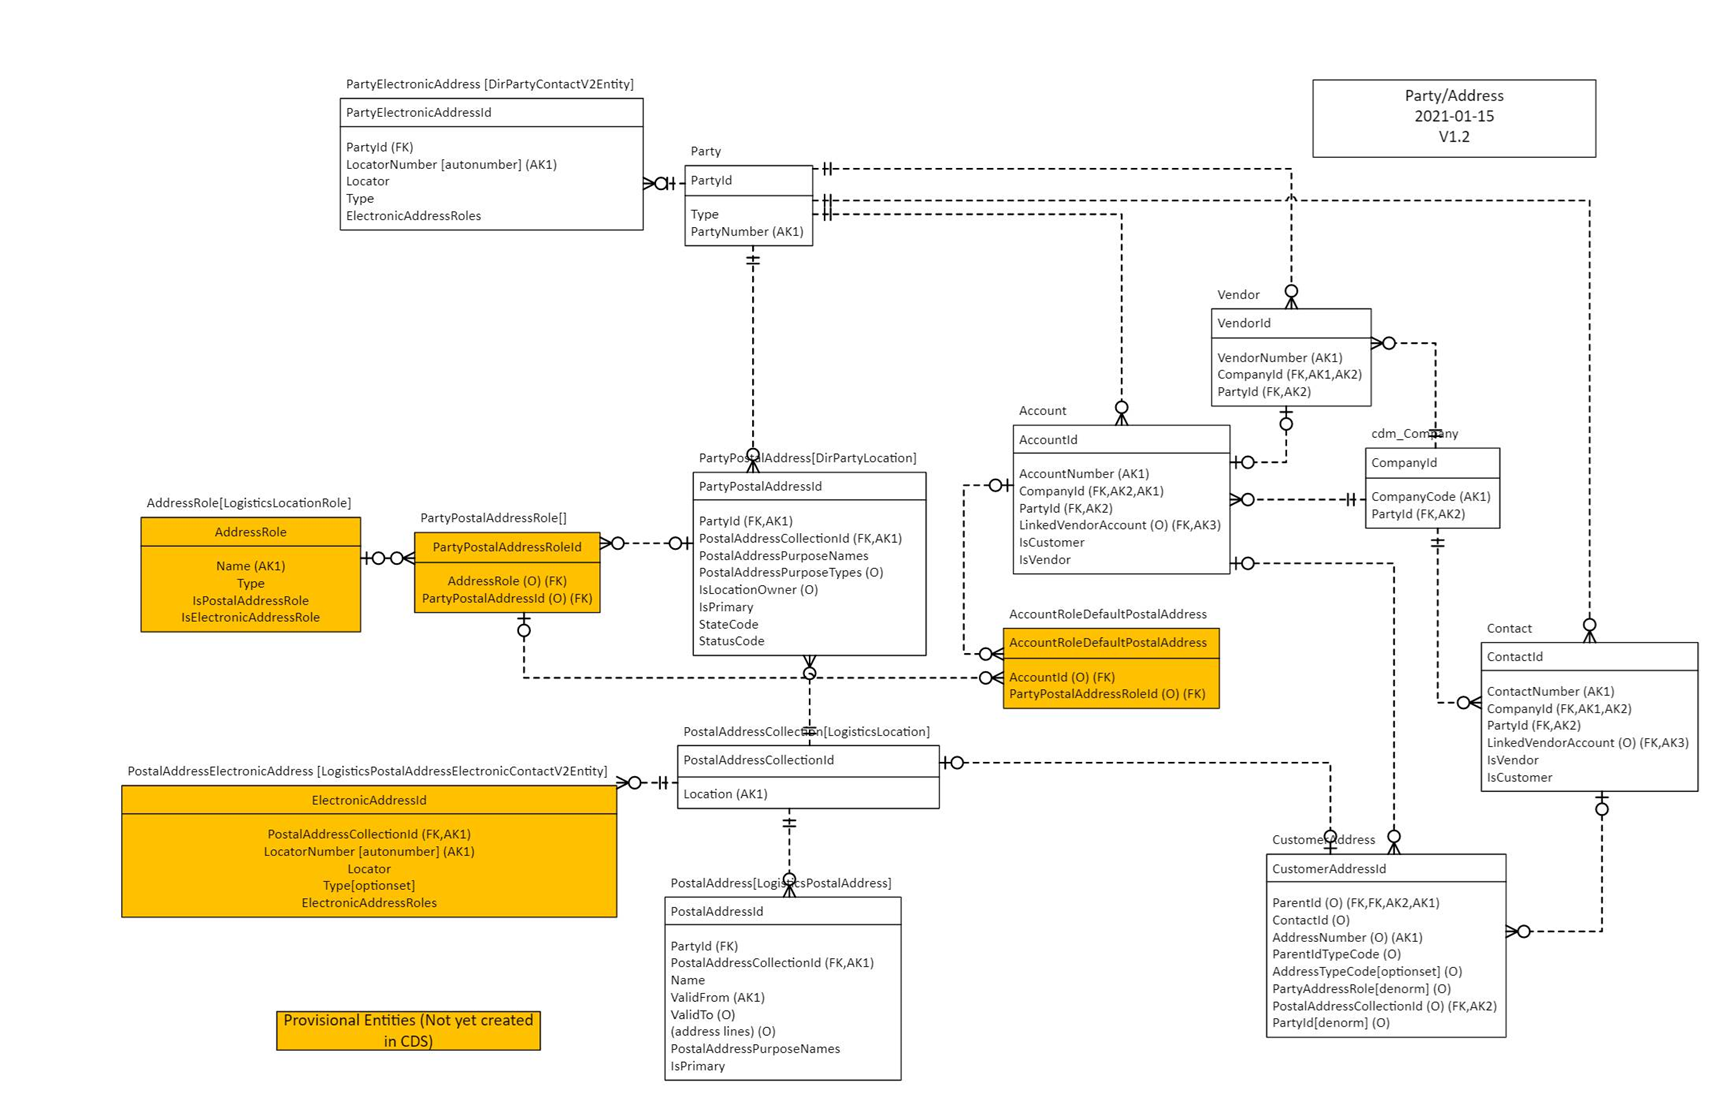 PartyElectronicAddress [DirPartyContactV2Entity]
PartyElectronicAddressId
PartyId (FK)
LocatorNumber [autonumber] (AK1)
Locator
Type
ElectronicAddressRoles
Party/Address
2021-01-15
V1.2
Party
PartyId
Type
PartyNumber (AK1)
Vendor
VendorId
VendorNumber (AK1)
CompanyId (FK,AK1,AK2)
PartyId (FK,AK2)
Account
AccountId
AccountNumber (AK1)
CompanyId (FK,AK2,AK1)
PartyId (FK,AK2)
LinkedVendorAccount (O) (FK,AK3)
IsCustomer
IsVendor
cdm_Company
CompanyId
CompanyCode (AK1)
PartyId (FK,AK2)
PartyPostalAddress[DirPartyLocation]
PartyPostalAddressId
PartyId (FK,AK1)
PostalAddressCollectionId (FK,AK1)
PostalAddressPurposeNames
PostalAddressPurposeTypes (O)
IsLocationOwner (O)
IsPrimary
StateCode
StatusCode
AddressRole[LogisticsLocationRole]
AddressRole
Name (AK1)
Type
IsPostalAddressRole
IsElectronicAddressRole
PartyPostalAddressRole[]
PartyPostalAddressRoleId
AddressRole (O) (FK)
PartyPostalAddressId (O) (FK)
AccountRoleDefaultPostalAddress
AccountRoleDefaultPostalAddress
AccountId (O) (FK)
PartyPostalAddressRoleId (O) (FK)
Contact
ContactId
ContactNumber (AK1)
CompanyId (FK,AK1,AK2)
PartyId (FK,AK2)
LinkedVendorAccount (O) (FK,AK3)
IsVendor
IsCustomer
PostalAddressCollection[LogisticsLocation]
PostalAddressCollectionId
Location (AK1)
PostalAddressElectronicAddress [LogisticsPostalAddressElectronicContactV2Entity]
ElectronicAddressId
PostalAddressCollectionId (FK,AK1)
LocatorNumber [autonumber] (AK1)
Locator
Type[optionset]
ElectronicAddressRoles
PostalAddress[LogisticsPostalAddress]
PostalAddressId
PartyId (FK)
PostalAddressCollectionId (FK,AK1)
Name
ValidFrom (AK1)
ValidTo (O)
(address lines) (O)
PostalAddressPurposeNames
IsPrimary
CustomerAddress
CustomerAddressId
ParentId (O) (FK,FK,AK2,AK1)
ContactId (O)
AddressNumber (O) (AK1)
ParentIdTypeCode (O)
AddressTypeCode[optionset] (O)
PartyAddressRole[denorm] (O)
PostalAddressCollectionId (O) (FK,AK2)
PartyId[denorm] (O)
Provisional Entities (Not yet created
in CDS)